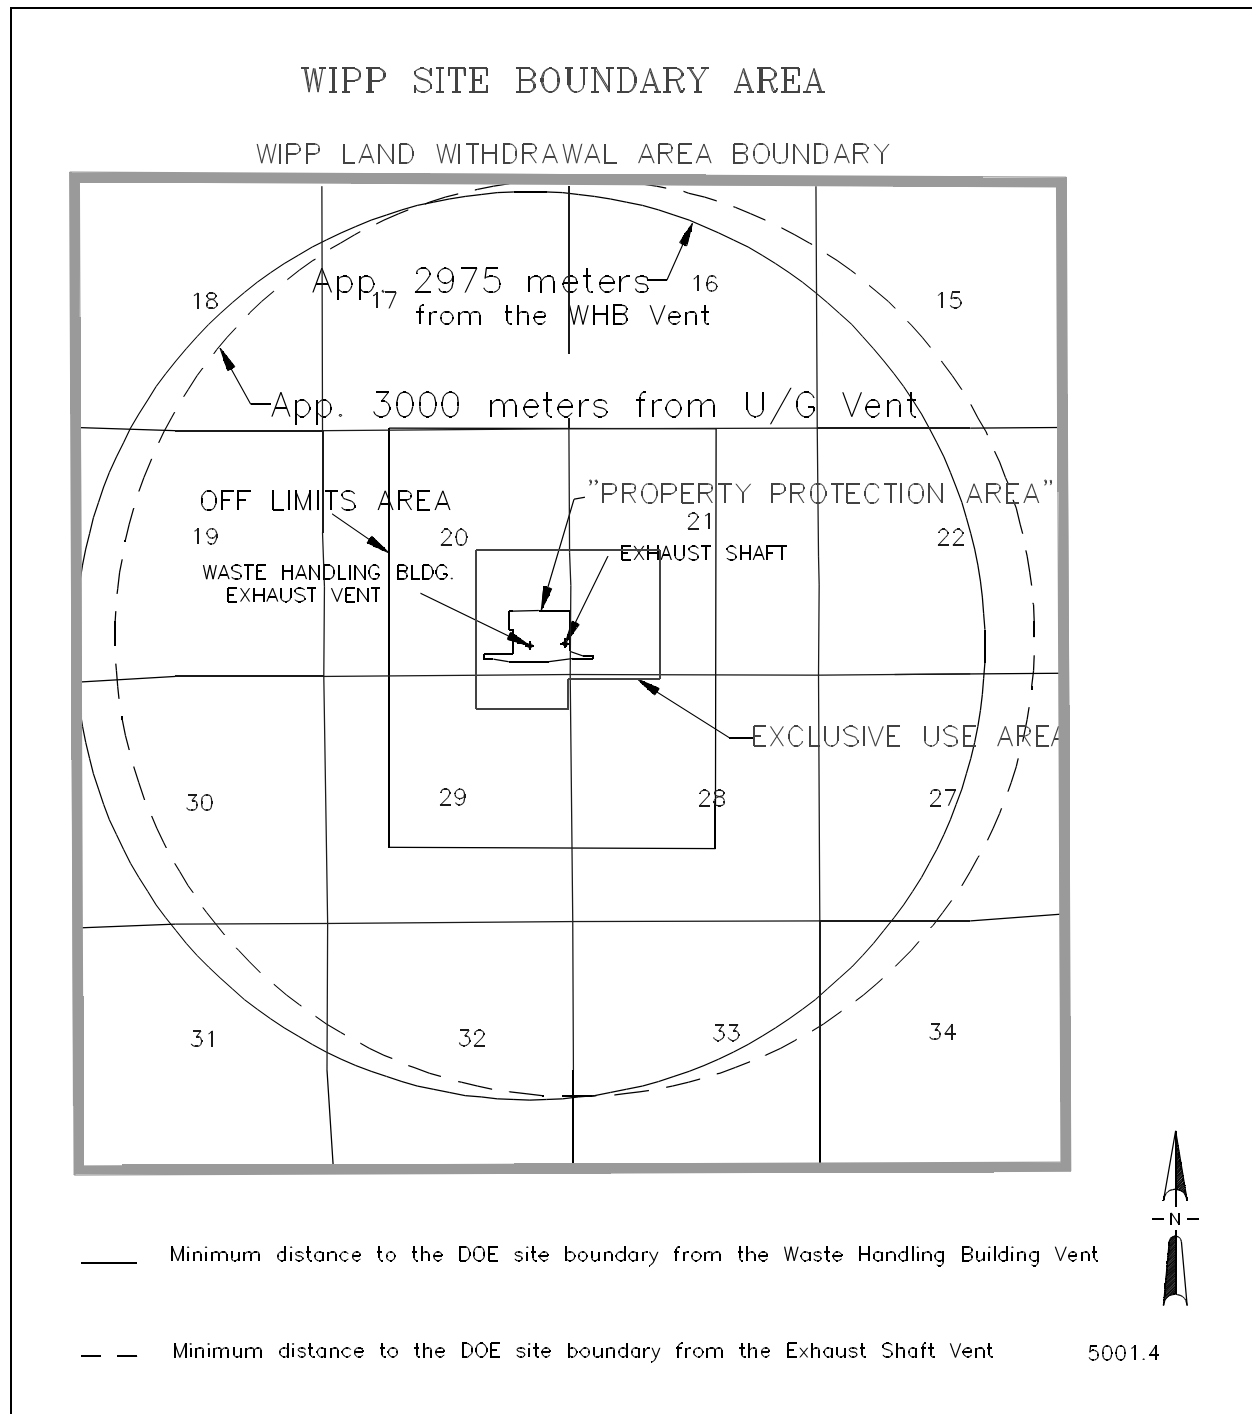 WIPP SITE BOUNDARY AREA
WIPP LAND WITHDRAWAL AREA BOUNDARY
App. 2975 meters
from the WHB Vent
18
17
16
15
App. 3000 meters from U/G Vent
OFF LIMITS AREA
"PROPERTY PROTECTION AREA"
19
20
21
22
EXHAUST SHAFT
WASTE HANDLING BLDG.
EXHAUST VENT
EXCLUSIVE USE AREA
30
29
28
27
31
32
33
34
N
Minimum distance to the DOE site boundary from the Waste Handling Building Vent
Minimum distance to the DOE site boundary from the Exhaust Shaft Vent
5001.4